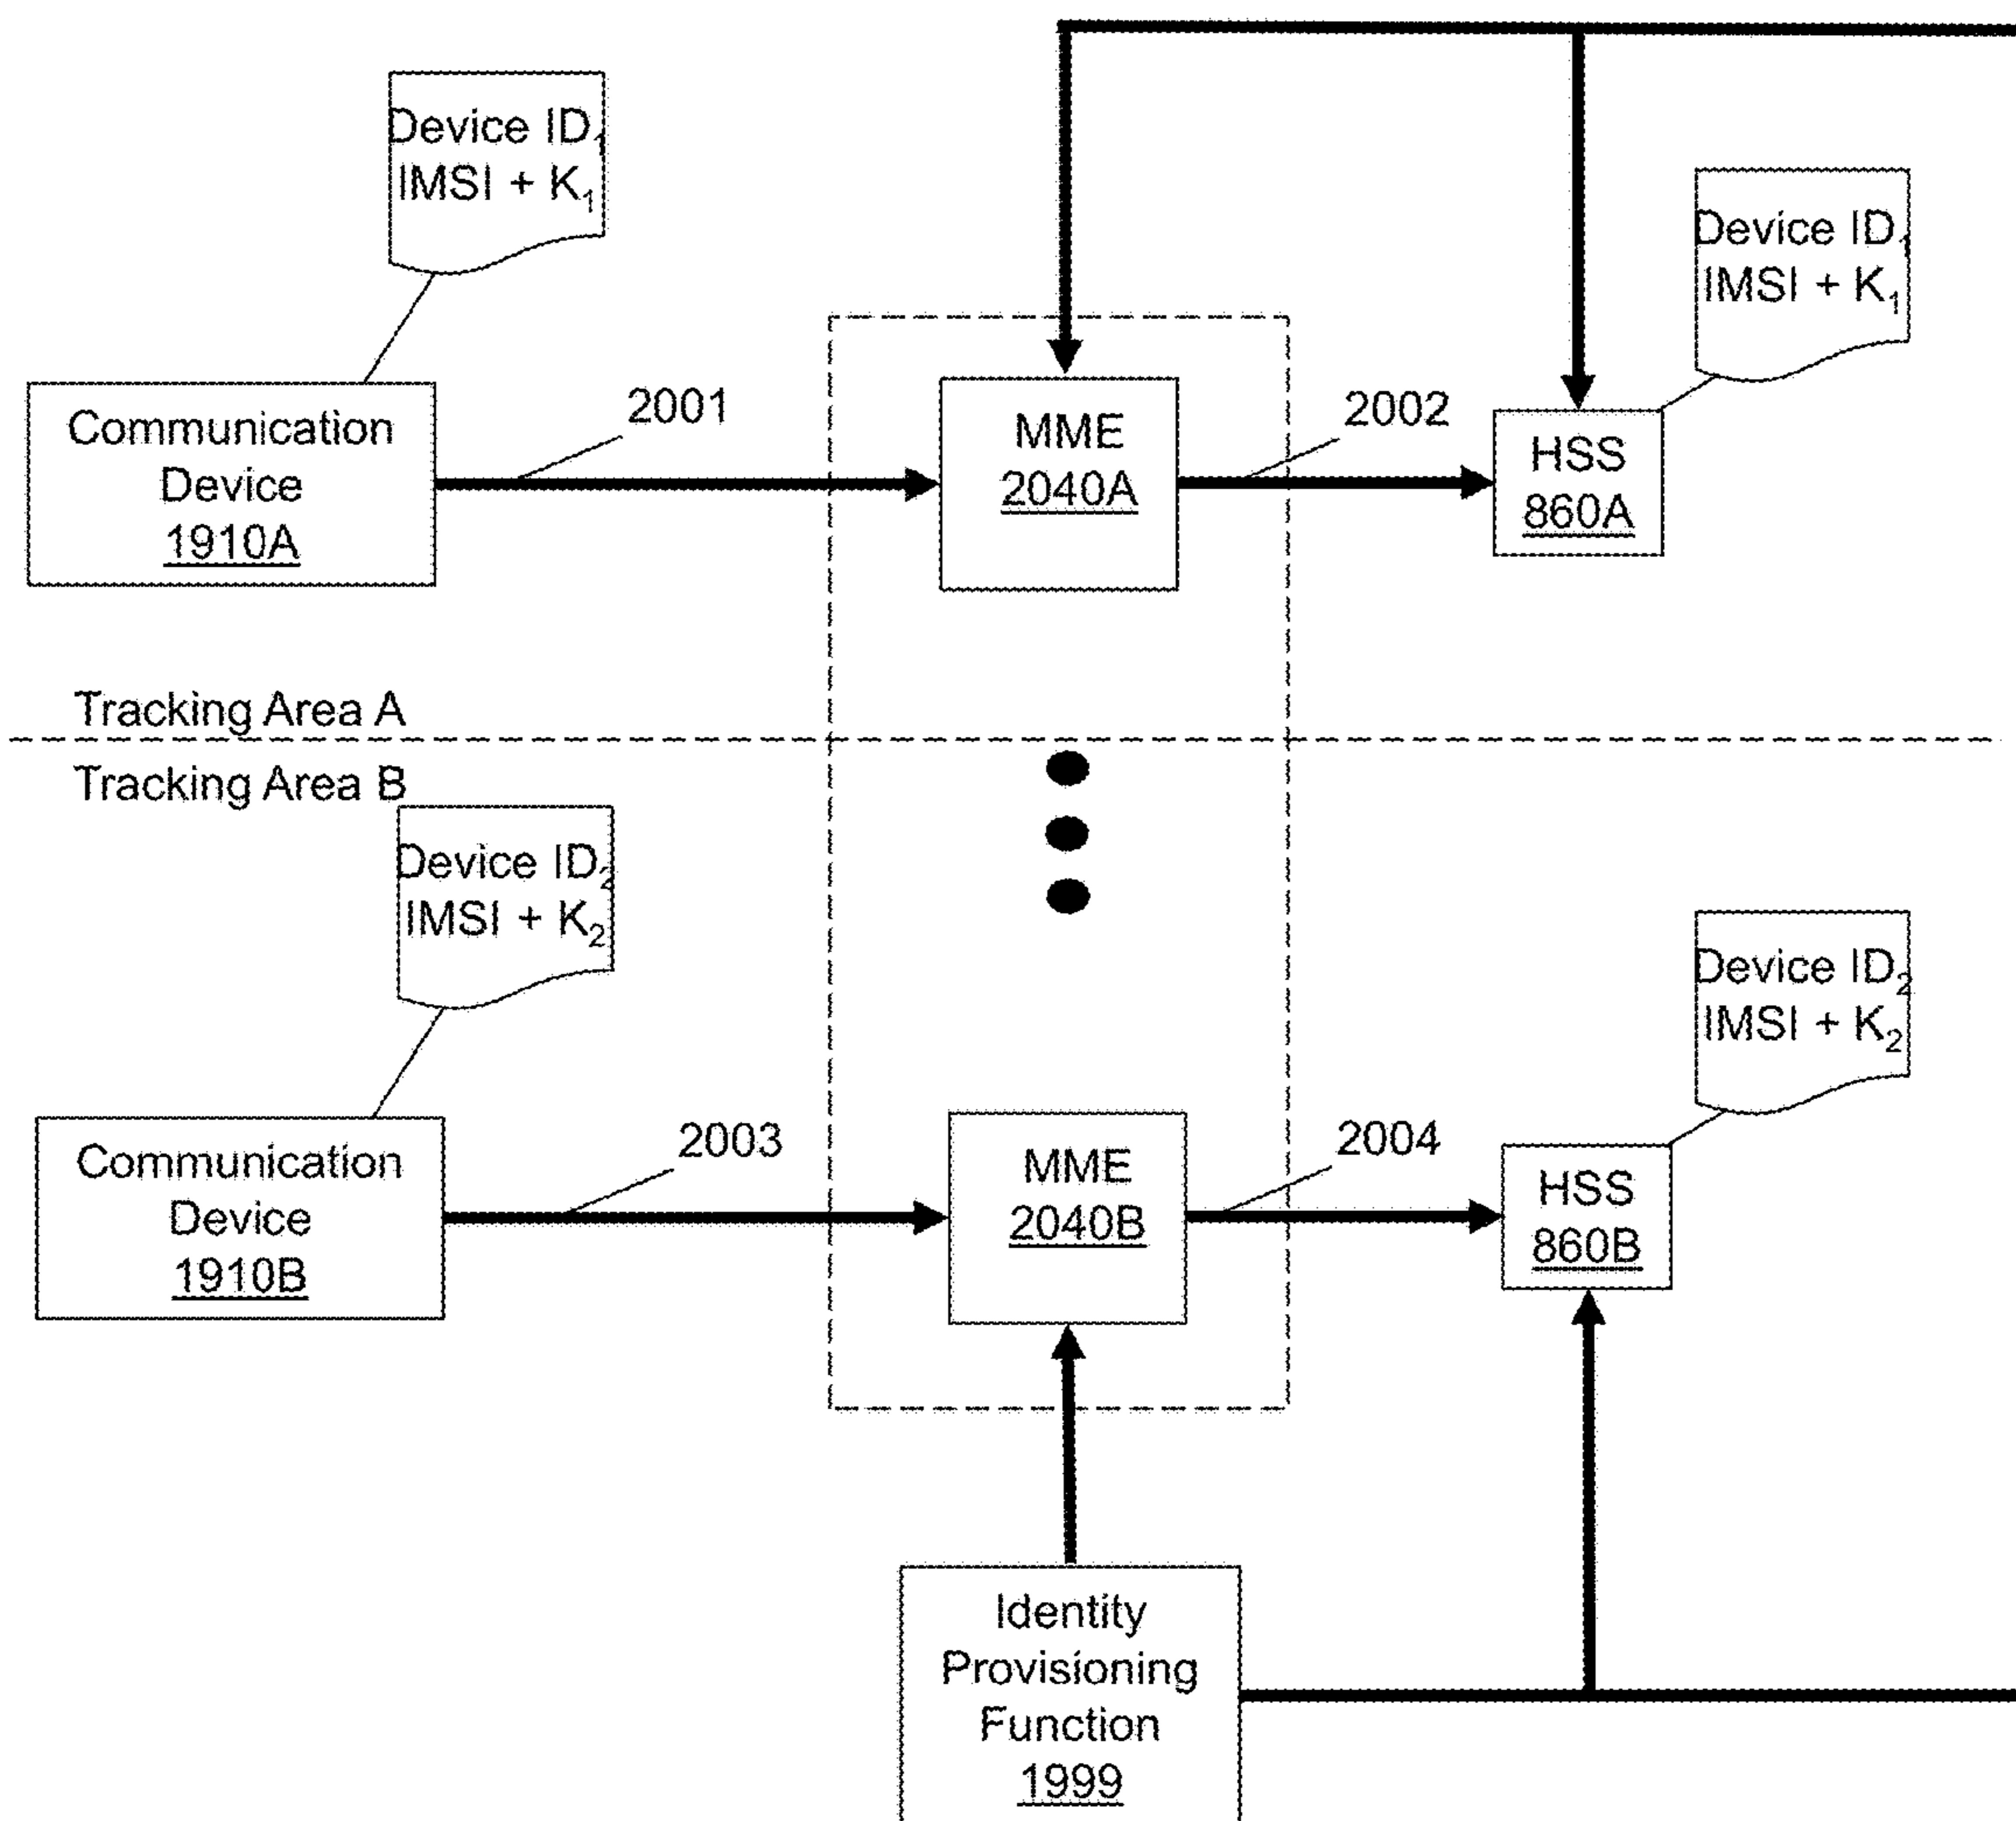 Device ID₁
IMSI + K₁
Device ID₁
IMSI + K₁
Communication
Device
1910A
2001
MME
2040A
2002
HSS
860A
Tracking Area A
Tracking Area B
Device ID₂
IMSI + K₂
Device ID₂
IMSI + K₂
Communication
Device
1910B
2003
MME
2040B
2004
HSS
860B
Identity
Provisioning
Function
1999